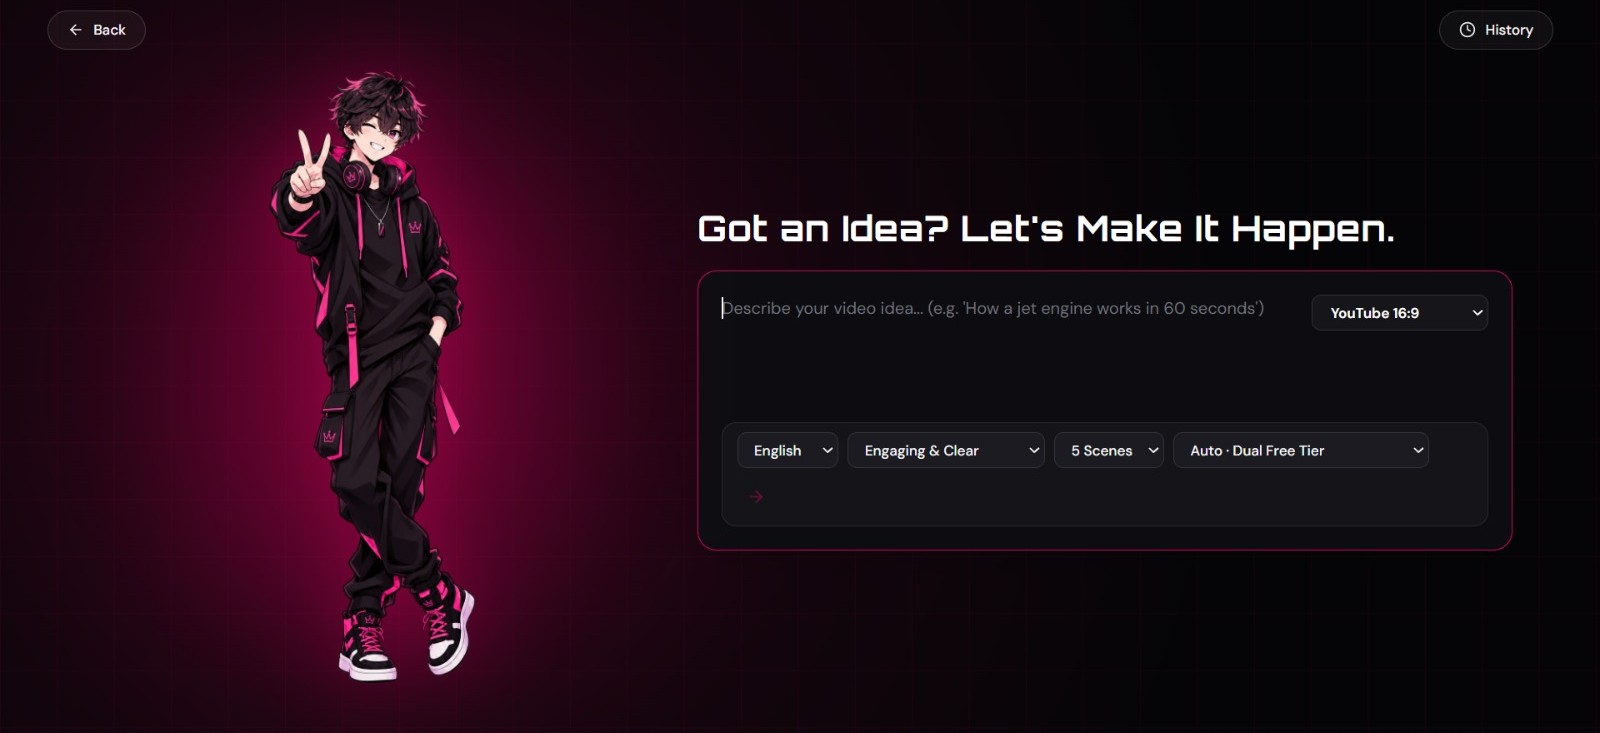 Back
History
Got an Idea? Let's Make It Happen.
Describe your video idea... (e.g. 'How a jet engine works in 60 seconds')
YouTube 16:9
English
Engaging & Clear
5 Scenes
Auto · Dual Free Tier